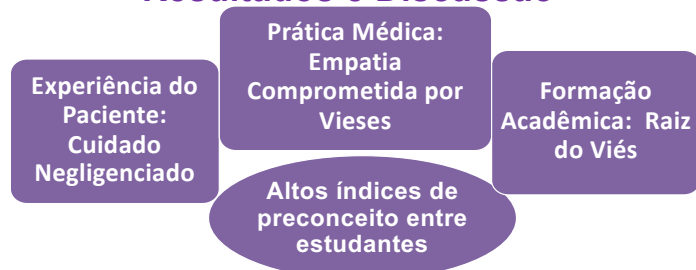 Prática Médica:
Empatia
Comprometida por
Vieses
Experiência do
Paciente:
Cuidado
Negligenciado
Formação
Acadêmica: Raiz
do Viés
Altos índices de
preconceito entre
estudantes